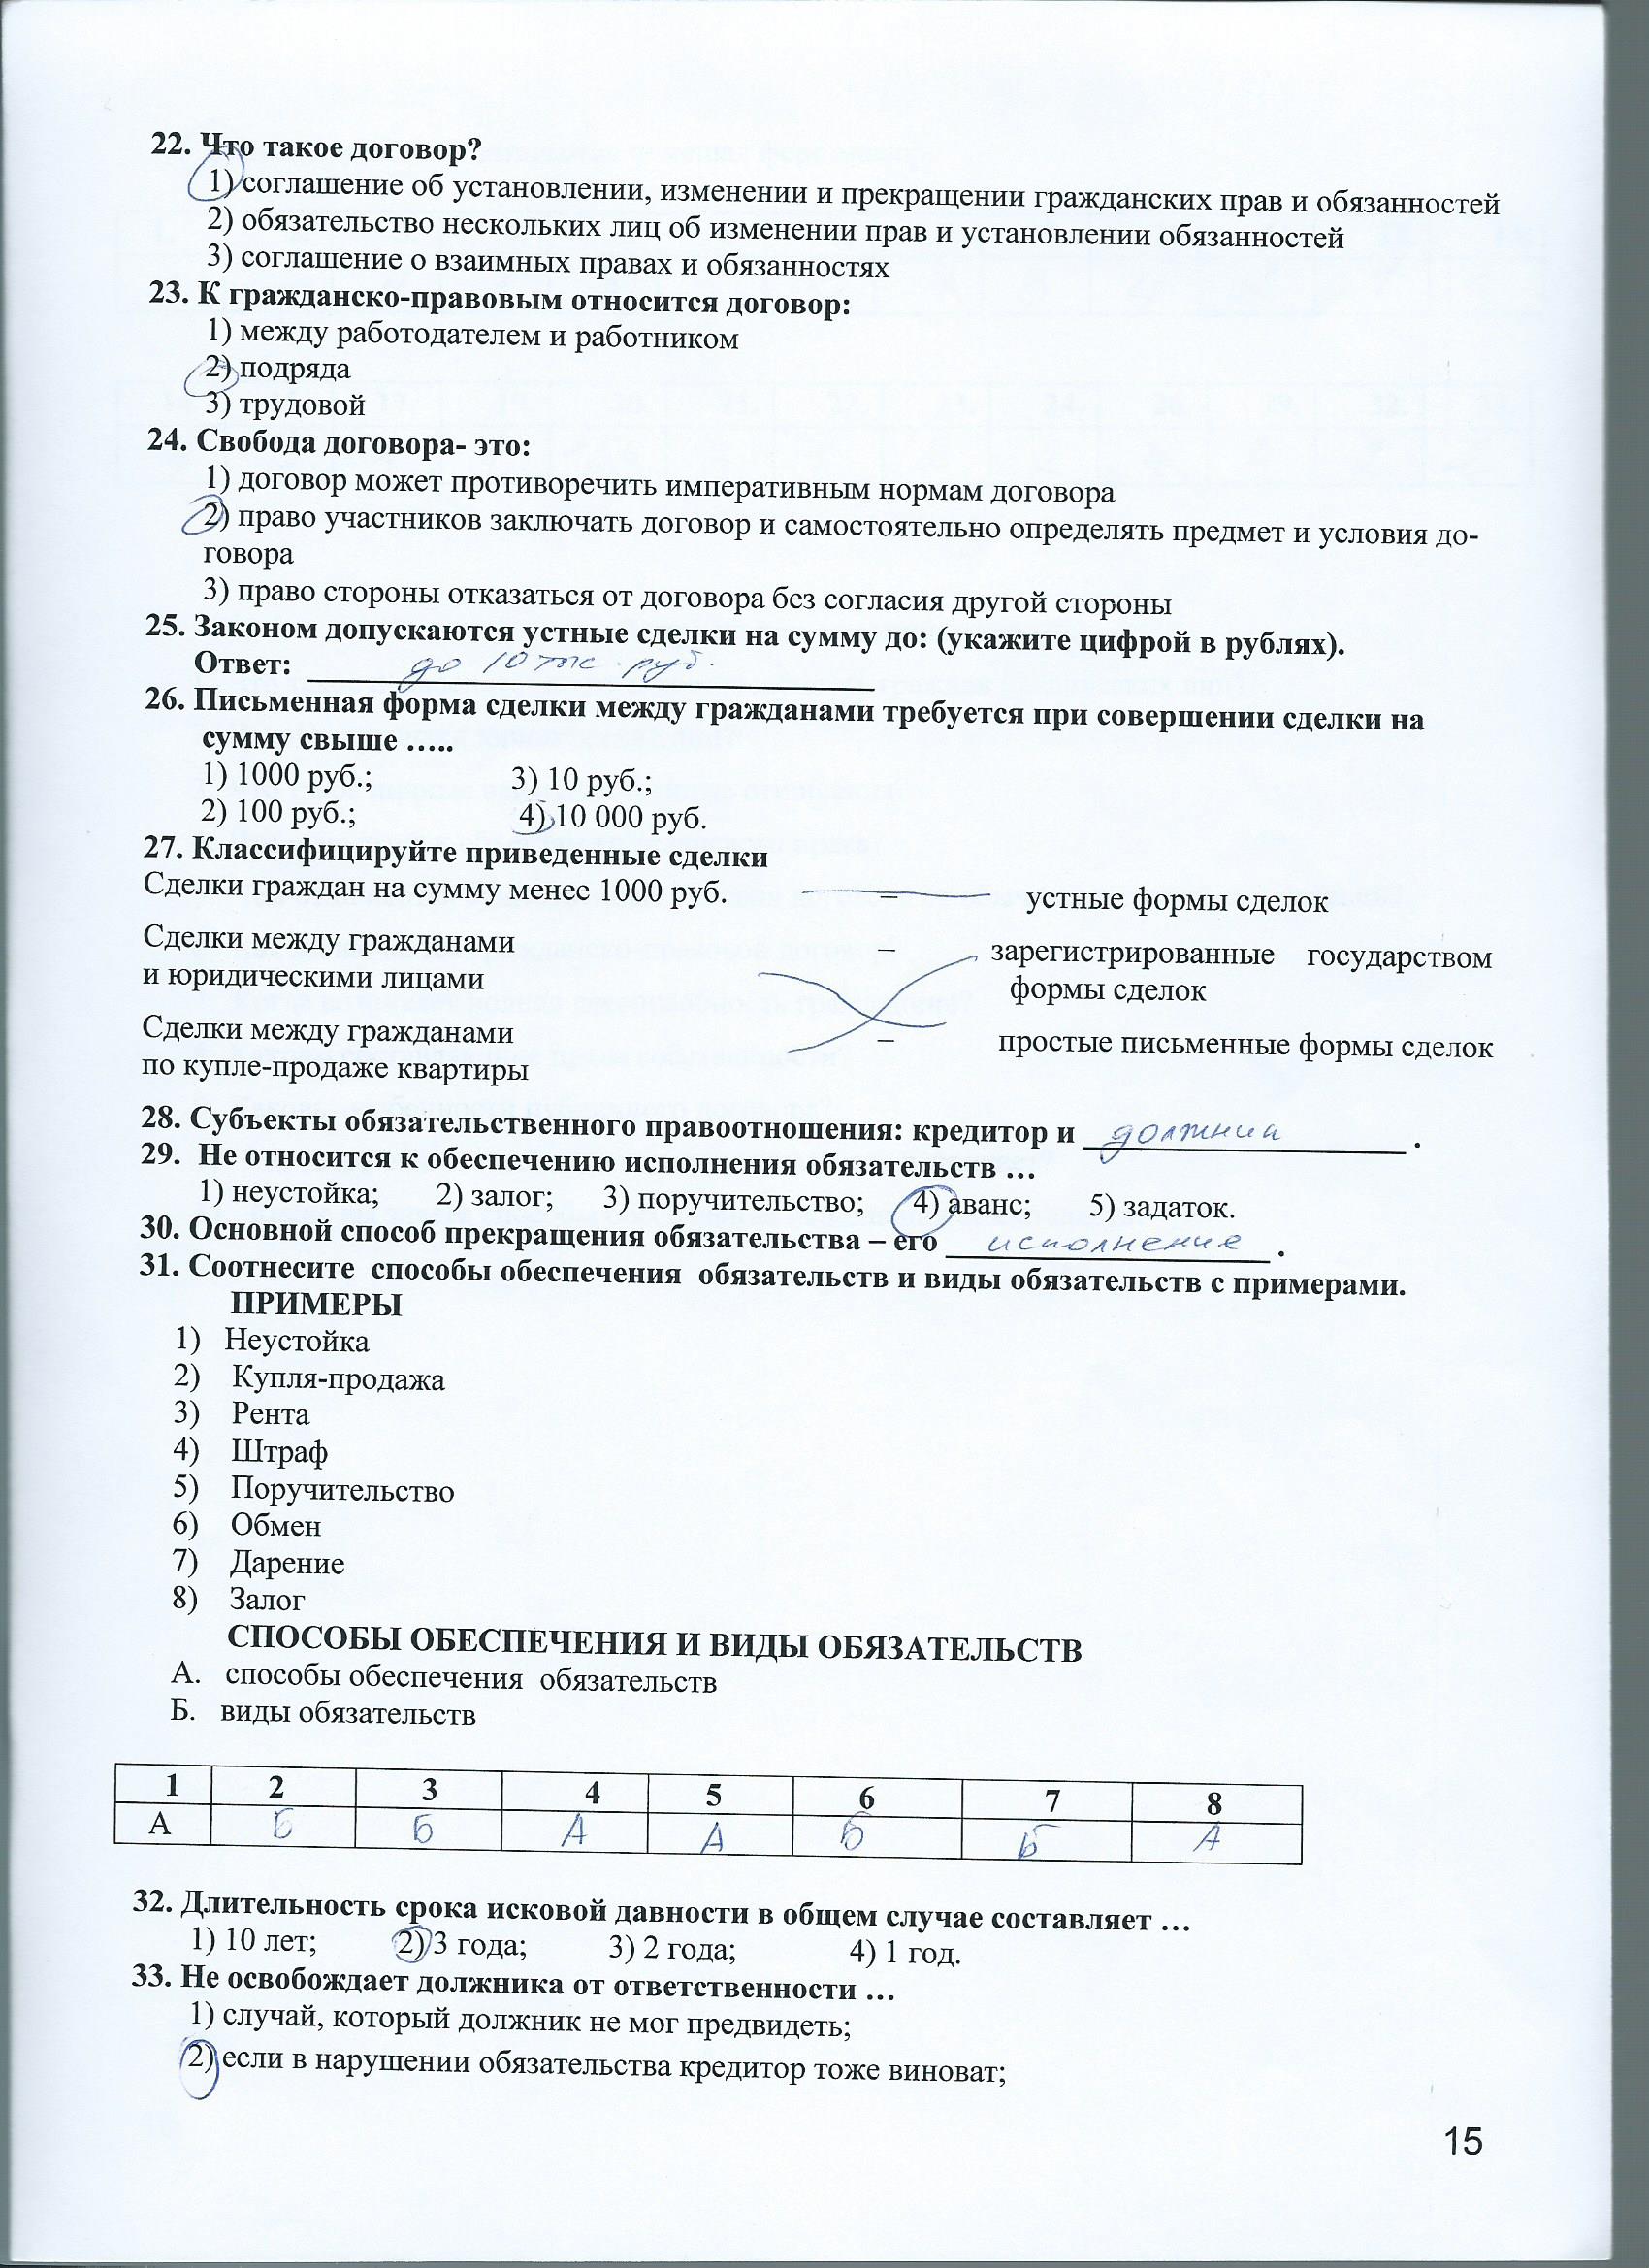 22. Что такое договор?
1) соглашение об установлении, изменении и прекращении гражданских прав и обязанностей
2) обязательство нескольких лиц об изменении прав и установлении обязанностей
3) соглашение о взаимных правах и обязанностях
23. К гражданско-правовым относится договор:
1) между работодателем и работником
2) подряда
3) трудовой
24. Свобода договора- это:
1) договор может противоречить императивным нормам договора
2) право участников заключать договор и самостоятельно определять предмет и условия до-
говора
3) право стороны отказаться от договора без согласия другой стороны
25. Законом допускаются устные сделки на сумму до: (укажите цифрой в рублях).
Ответ: до 10 тыс. руб.
26. Письменная форма сделки между гражданами требуется при совершении сделки на
сумму свыше …..
1) 1000 руб.; 3) 10 руб.;
2) 100 руб.; 4) 10 000 руб.
27. Классифицируйте приведенные сделки
Сделки граждан на сумму менее 1000 руб. – устные формы сделок
Сделки между гражданами – зарегистрированные государством
и юридическими лицами формы сделок
Сделки между гражданами – простые письменные формы сделок
по купле-продаже квартиры
28. Субъекты обязательственного правоотношения: кредитор и должник .
29. Не относится к обеспечению исполнения обязательств …
1) неустойка; 2) залог; 3) поручительство; 4) аванс; 5) задаток.
30. Основной способ прекращения обязательства – его исполнение .
31. Соотнесите способы обеспечения обязательств и виды обязательств с примерами.
ПРИМЕРЫ
1) Неустойка
2) Купля-продажа
3) Рента
4) Штраф
5) Поручительство
6) Обмен
7) Дарение
8) Залог
СПОСОБЫ ОБЕСПЕЧЕНИЯ И ВИДЫ ОБЯЗАТЕЛЬСТВ
А. способы обеспечения обязательств
Б. виды обязательств
1 2 3 4 5 6 7 8
А Б Б А А Б Б А
32. Длительность срока исковой давности в общем случае составляет …
1) 10 лет; 2) 3 года; 3) 2 года; 4) 1 год.
33. Не освобождает должника от ответственности …
1) случай, который должник не мог предвидеть;
2) если в нарушении обязательства кредитор тоже виноват;
15